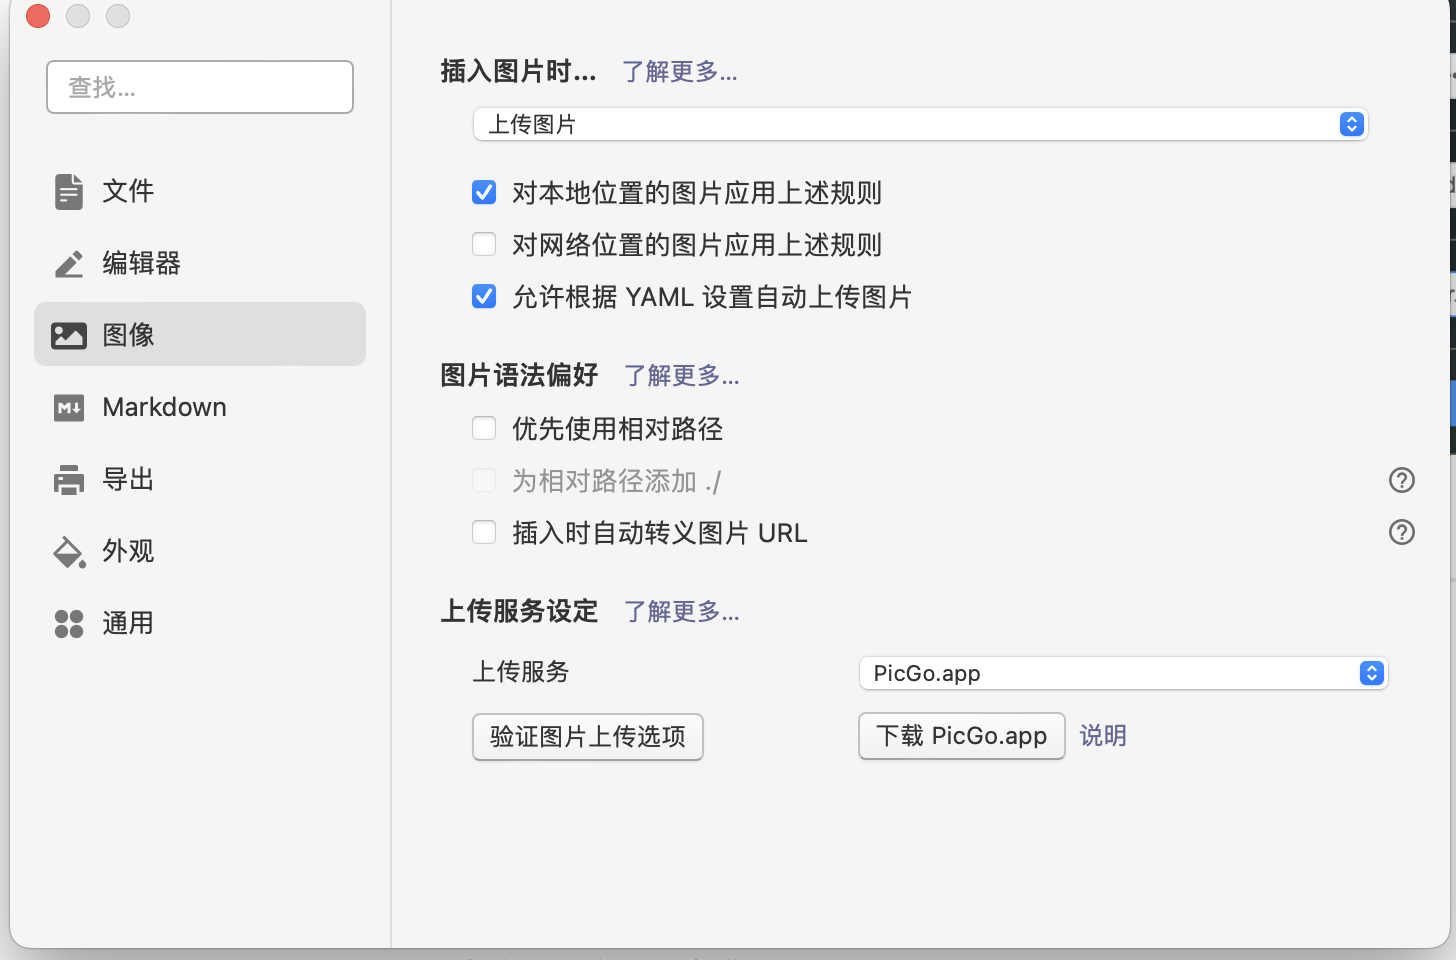 查找...
文件
编辑器
图像
Markdown
导出
外观
通用
插入图片时... 了解更多...
上传图片
对本地位置的图片应用上述规则
对网络位置的图片应用上述规则
允许根据 YAML 设置自动上传图片
图片语法偏好 了解更多...
优先使用相对路径
为相对路径添加 ./
插入时自动转义图片 URL
上传服务设定 了解更多...
上传服务 PicGo.app
验证图片上传选项 下载 PicGo.app 说明